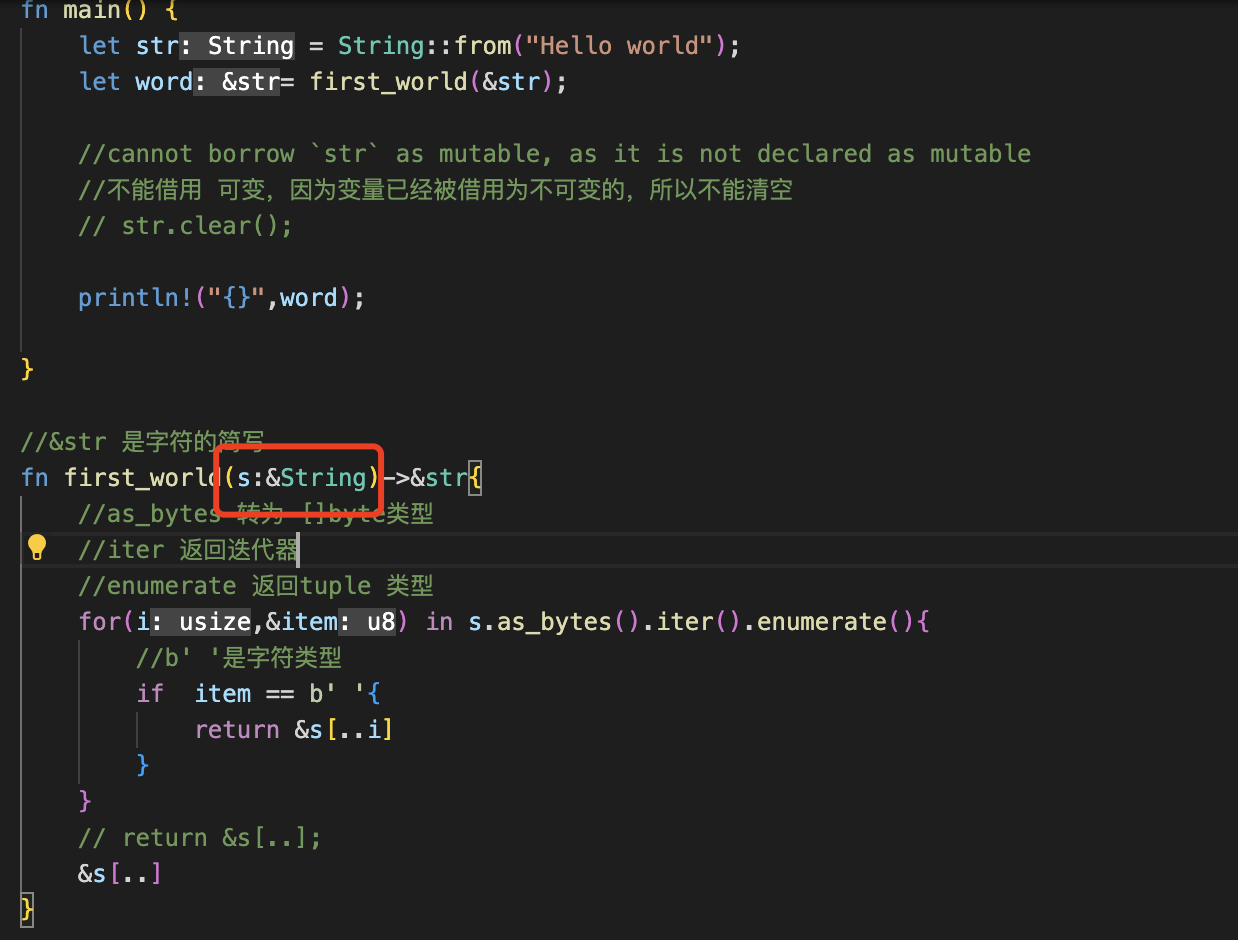 fn main() {
let str: String = String::from("Hello world");
let word: &str= first_world(&str);
//cannot borrow `str` as mutable, as it is not declared as mutable
//不能借用 可变，因为变量已经被借用为不可变的，所以不能清空
// str.clear();
println!("{}",word);
}
//&str 是字符的简写
fn first_world(s:&String)->&str{
//as_bytes 转为 []byte类型
//iter 返回迭代器
//enumerate 返回tuple 类型
for(i: usize,&item: u8) in s.as_bytes().iter().enumerate(){
//b' '是字符类型
if  item == b' '{
return &s[..i]
}
}
// return &s[..];
&s[..]
}